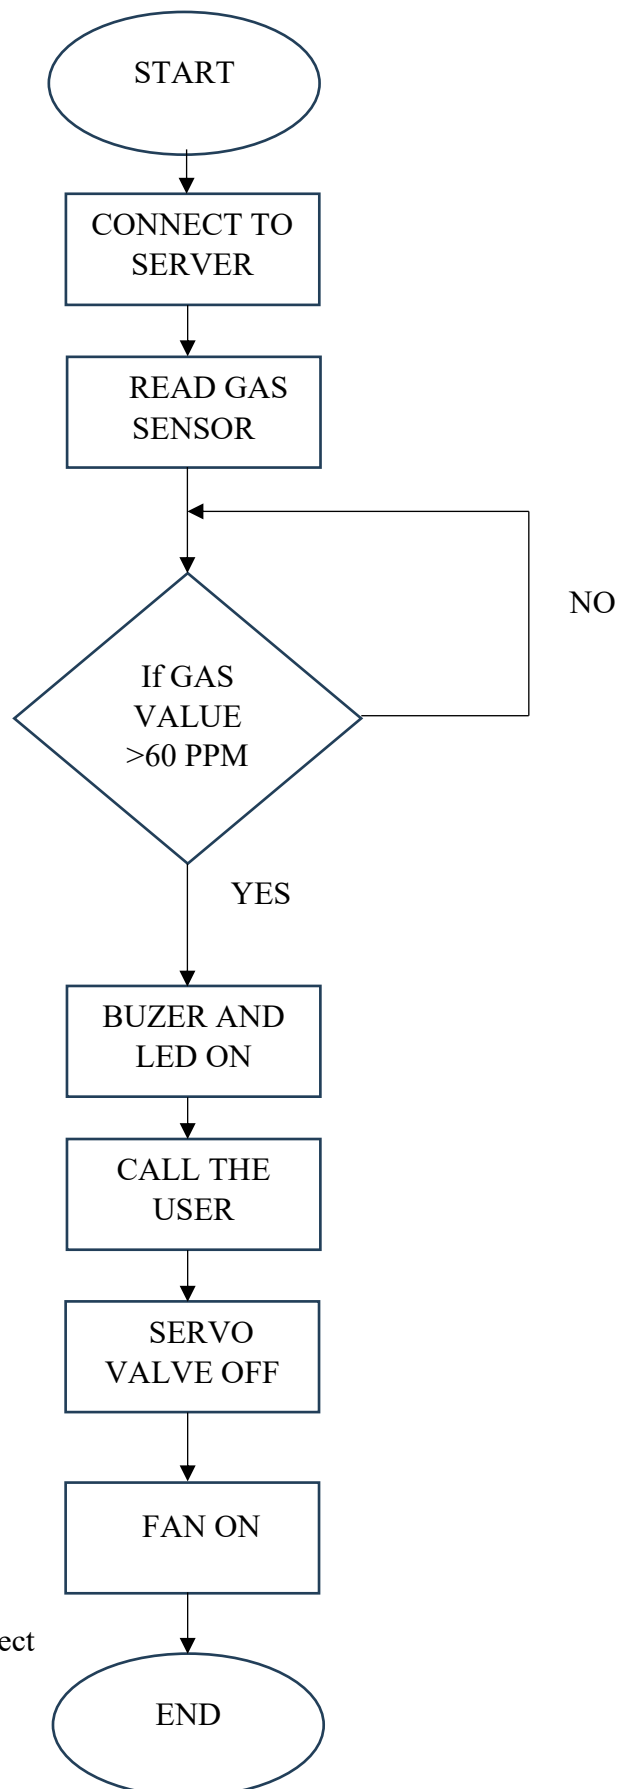 START
CONNECT TO
SERVER
READ GAS
SENSOR
NO
If GAS
VALUE
>60 PPM
YES
BUZER AND
LED ON
CALL THE
USER
SERVO
VALVE OFF
FAN ON
ect
END